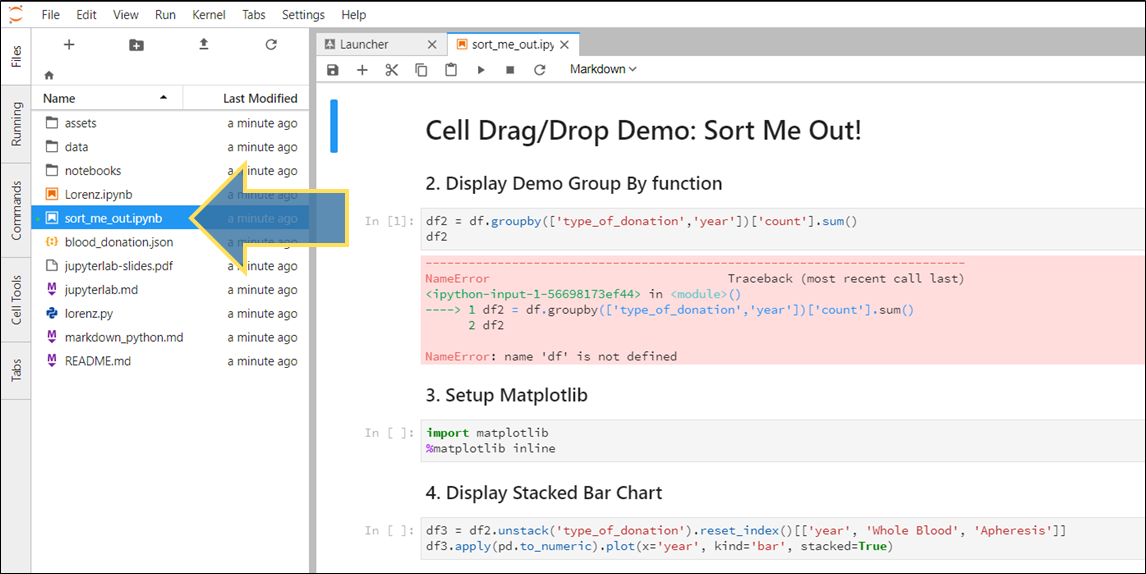 File Edit View Run Kernel Tabs Settings Help
Files
Running
Commands
Cell Tools
Tabs
Name Last Modified
assets a minute ago
data a minute ago
notebooks a minute ago
Lorenz.ipynb a minute ago
sort_me_out.ipynb a minute ago
blood_donation.json a minute ago
jupyterlab-slides.pdf a minute ago
jupyterlab.md a minute ago
lorenz.py a minute ago
markdown_python.md a minute ago
README.md a minute ago
Launcher sort_me_out.ipy
Markdown
Cell Drag/Drop Demo: Sort Me Out!
2. Display Demo Group By function
In [1]: df2 = df.groupby(['type_of_donation','year'])['count'].sum()
df2
---------------------------------------------------------------------------
NameError Traceback (most recent call last)
<ipython-input-1-56698173ef44> in <module>()
----> 1 df2 = df.groupby(['type_of_donation','year'])['count'].sum()
2 df2
NameError: name 'df' is not defined
3. Setup Matplotlib
In [ ]: import matplotlib
%matplotlib inline
4. Display Stacked Bar Chart
In [ ]: df3 = df2.unstack('type_of_donation').reset_index()[['year', 'Whole Blood', 'Apheresis']]
df3.apply(pd.to_numeric).plot(x='year', kind='bar', stacked=True)